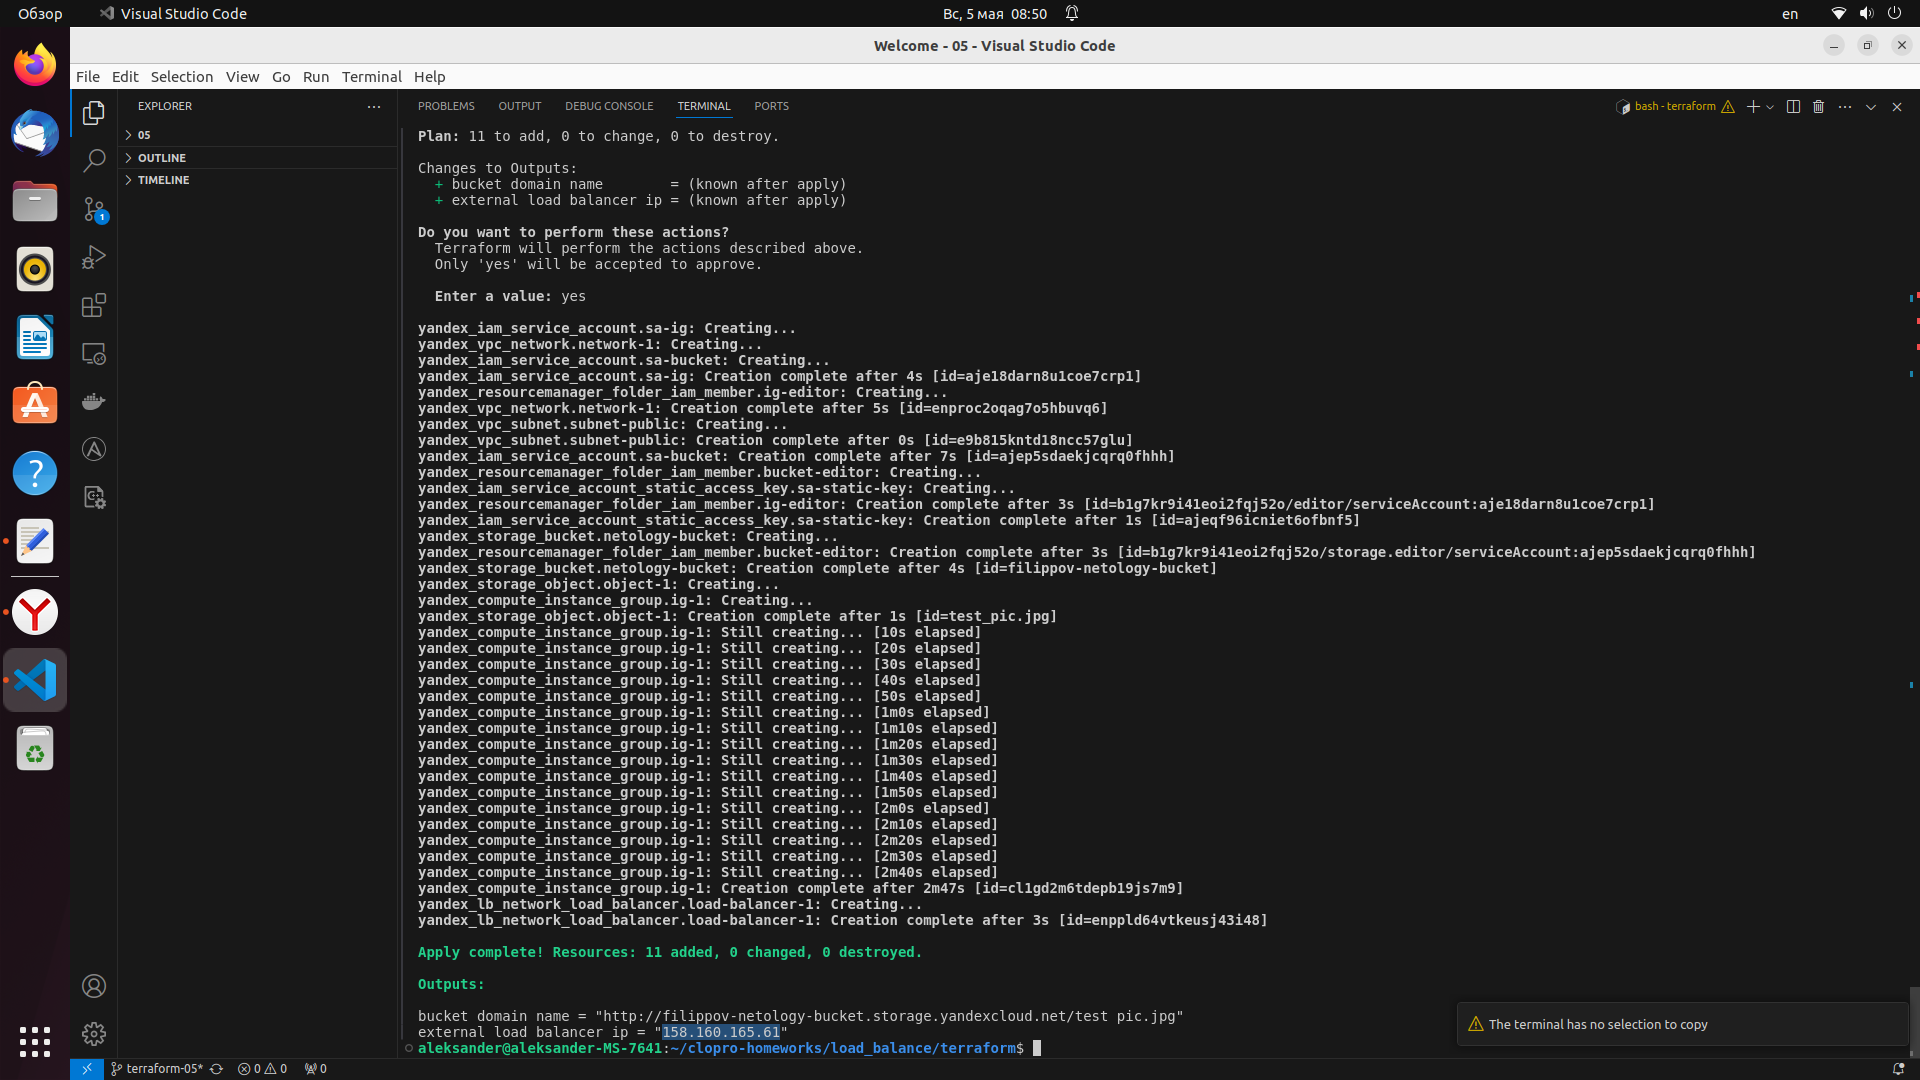 Обзор
Visual Studio Code
Вс, 5 мая 08:50
en
Welcome - 05 - Visual Studio Code
File Edit Selection View Go Run Terminal Help
EXPLORER
05
OUTLINE
TIMELINE
PROBLEMS OUTPUT DEBUG CONSOLE TERMINAL PORTS
bash - terraform
Plan: 11 to add, 0 to change, 0 to destroy.
Changes to Outputs:
+ bucket domain name        = (known after apply)
+ external load balancer ip = (known after apply)
Do you want to perform these actions?
Terraform will perform the actions described above.
Only 'yes' will be accepted to approve.
Enter a value: yes
yandex_iam_service_account.sa-ig: Creating...
yandex_vpc_network.network-1: Creating...
yandex_iam_service_account.sa-bucket: Creating...
yandex_iam_service_account.sa-ig: Creation complete after 4s [id=aje18darn8u1coe7crp1]
yandex_resourcemanager_folder_iam_member.ig-editor: Creating...
yandex_vpc_network.network-1: Creation complete after 5s [id=enproc2oqag7o5hbuvq6]
yandex_vpc_subnet.subnet-public: Creating...
yandex_vpc_subnet.subnet-public: Creation complete after 0s [id=e9b815kntd18ncc57glu]
yandex_iam_service_account.sa-bucket: Creation complete after 7s [id=ajep5sdaekjcqrq0fhhh]
yandex_resourcemanager_folder_iam_member.bucket-editor: Creating...
yandex_iam_service_account_static_access_key.sa-static-key: Creating...
yandex_resourcemanager_folder_iam_member.ig-editor: Creation complete after 3s [id=b1g7kr9i41eoi2fqj52o/editor/serviceAccount:aje18darn8u1coe7crp1]
yandex_iam_service_account_static_access_key.sa-static-key: Creation complete after 1s [id=ajeqf96icniet6ofbnf5]
yandex_storage_bucket.netology-bucket: Creating...
yandex_resourcemanager_folder_iam_member.bucket-editor: Creation complete after 3s [id=b1g7kr9i41eoi2fqj52o/storage.editor/serviceAccount:ajep5sdaekjcqrq0fhhh]
yandex_storage_bucket.netology-bucket: Creation complete after 4s [id=filippov-netology-bucket]
yandex_storage_object.object-1: Creating...
yandex_compute_instance_group.ig-1: Creating...
yandex_storage_object.object-1: Creation complete after 1s [id=test_pic.jpg]
yandex_compute_instance_group.ig-1: Still creating... [10s elapsed]
yandex_compute_instance_group.ig-1: Still creating... [20s elapsed]
yandex_compute_instance_group.ig-1: Still creating... [30s elapsed]
yandex_compute_instance_group.ig-1: Still creating... [40s elapsed]
yandex_compute_instance_group.ig-1: Still creating... [50s elapsed]
yandex_compute_instance_group.ig-1: Still creating... [1m0s elapsed]
yandex_compute_instance_group.ig-1: Still creating... [1m10s elapsed]
yandex_compute_instance_group.ig-1: Still creating... [1m20s elapsed]
yandex_compute_instance_group.ig-1: Still creating... [1m30s elapsed]
yandex_compute_instance_group.ig-1: Still creating... [1m40s elapsed]
yandex_compute_instance_group.ig-1: Still creating... [1m50s elapsed]
yandex_compute_instance_group.ig-1: Still creating... [2m0s elapsed]
yandex_compute_instance_group.ig-1: Still creating... [2m10s elapsed]
yandex_compute_instance_group.ig-1: Still creating... [2m20s elapsed]
yandex_compute_instance_group.ig-1: Still creating... [2m30s elapsed]
yandex_compute_instance_group.ig-1: Still creating... [2m40s elapsed]
yandex_compute_instance_group.ig-1: Creation complete after 2m47s [id=cl1gd2m6tdepb19js7m9]
yandex_lb_network_load_balancer.load-balancer-1: Creating...
yandex_lb_network_load_balancer.load-balancer-1: Creation complete after 3s [id=enppld64vtkeusj43i48]
Apply complete! Resources: 11 added, 0 changed, 0 destroyed.
Outputs:
bucket domain name = "http://filippov-netology-bucket.storage.yandexcloud.net/test pic.jpg"
external load balancer ip = "158.160.165.61"
aleksander@aleksander-MS-7641:~/clopro-homeworks/load_balance/terraform$
The terminal has no selection to copy
1
terraform-05* 0 0 0